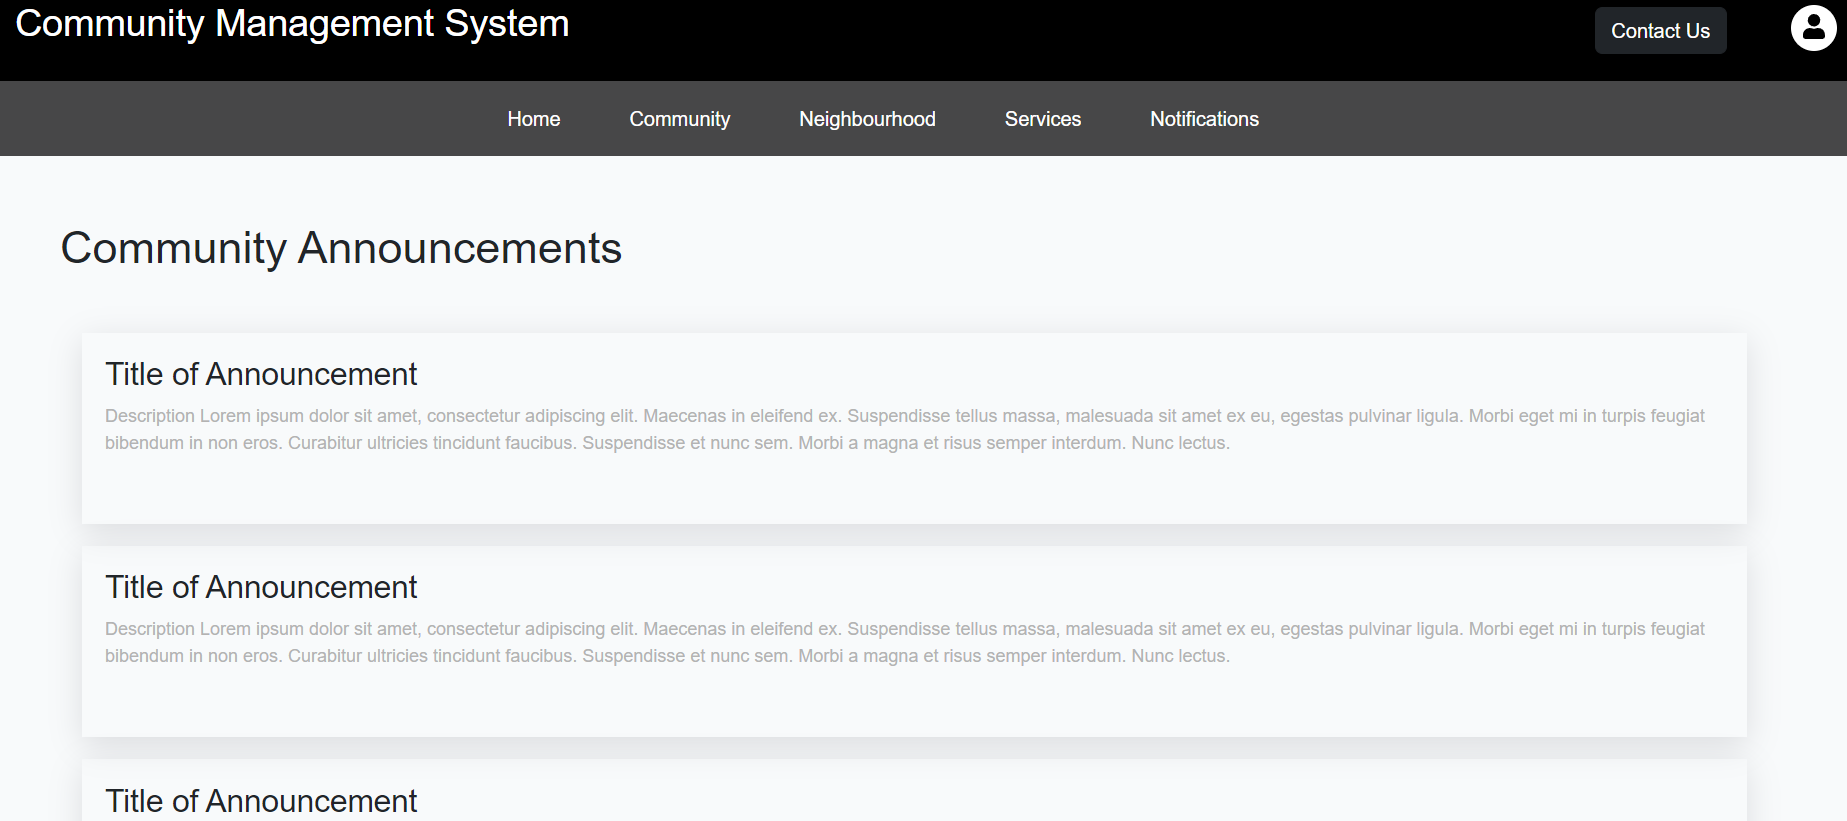 Community Management System
Contact Us
Home Community Neighbourhood Services Notifications
Community Announcements
Title of Announcement
Description Lorem ipsum dolor sit amet, consectetur adipiscing elit. Maecenas in eleifend ex. Suspendisse tellus massa, malesuada sit amet ex eu, egestas pulvinar ligula. Morbi eget mi in turpis feugiat
bibendum in non eros. Curabitur ultricies tincidunt faucibus. Suspendisse et nunc sem. Morbi a magna et risus semper interdum. Nunc lectus.
Title of Announcement
Description Lorem ipsum dolor sit amet, consectetur adipiscing elit. Maecenas in eleifend ex. Suspendisse tellus massa, malesuada sit amet ex eu, egestas pulvinar ligula. Morbi eget mi in turpis feugiat
bibendum in non eros. Curabitur ultricies tincidunt faucibus. Suspendisse et nunc sem. Morbi a magna et risus semper interdum. Nunc lectus.
Title of Announcement